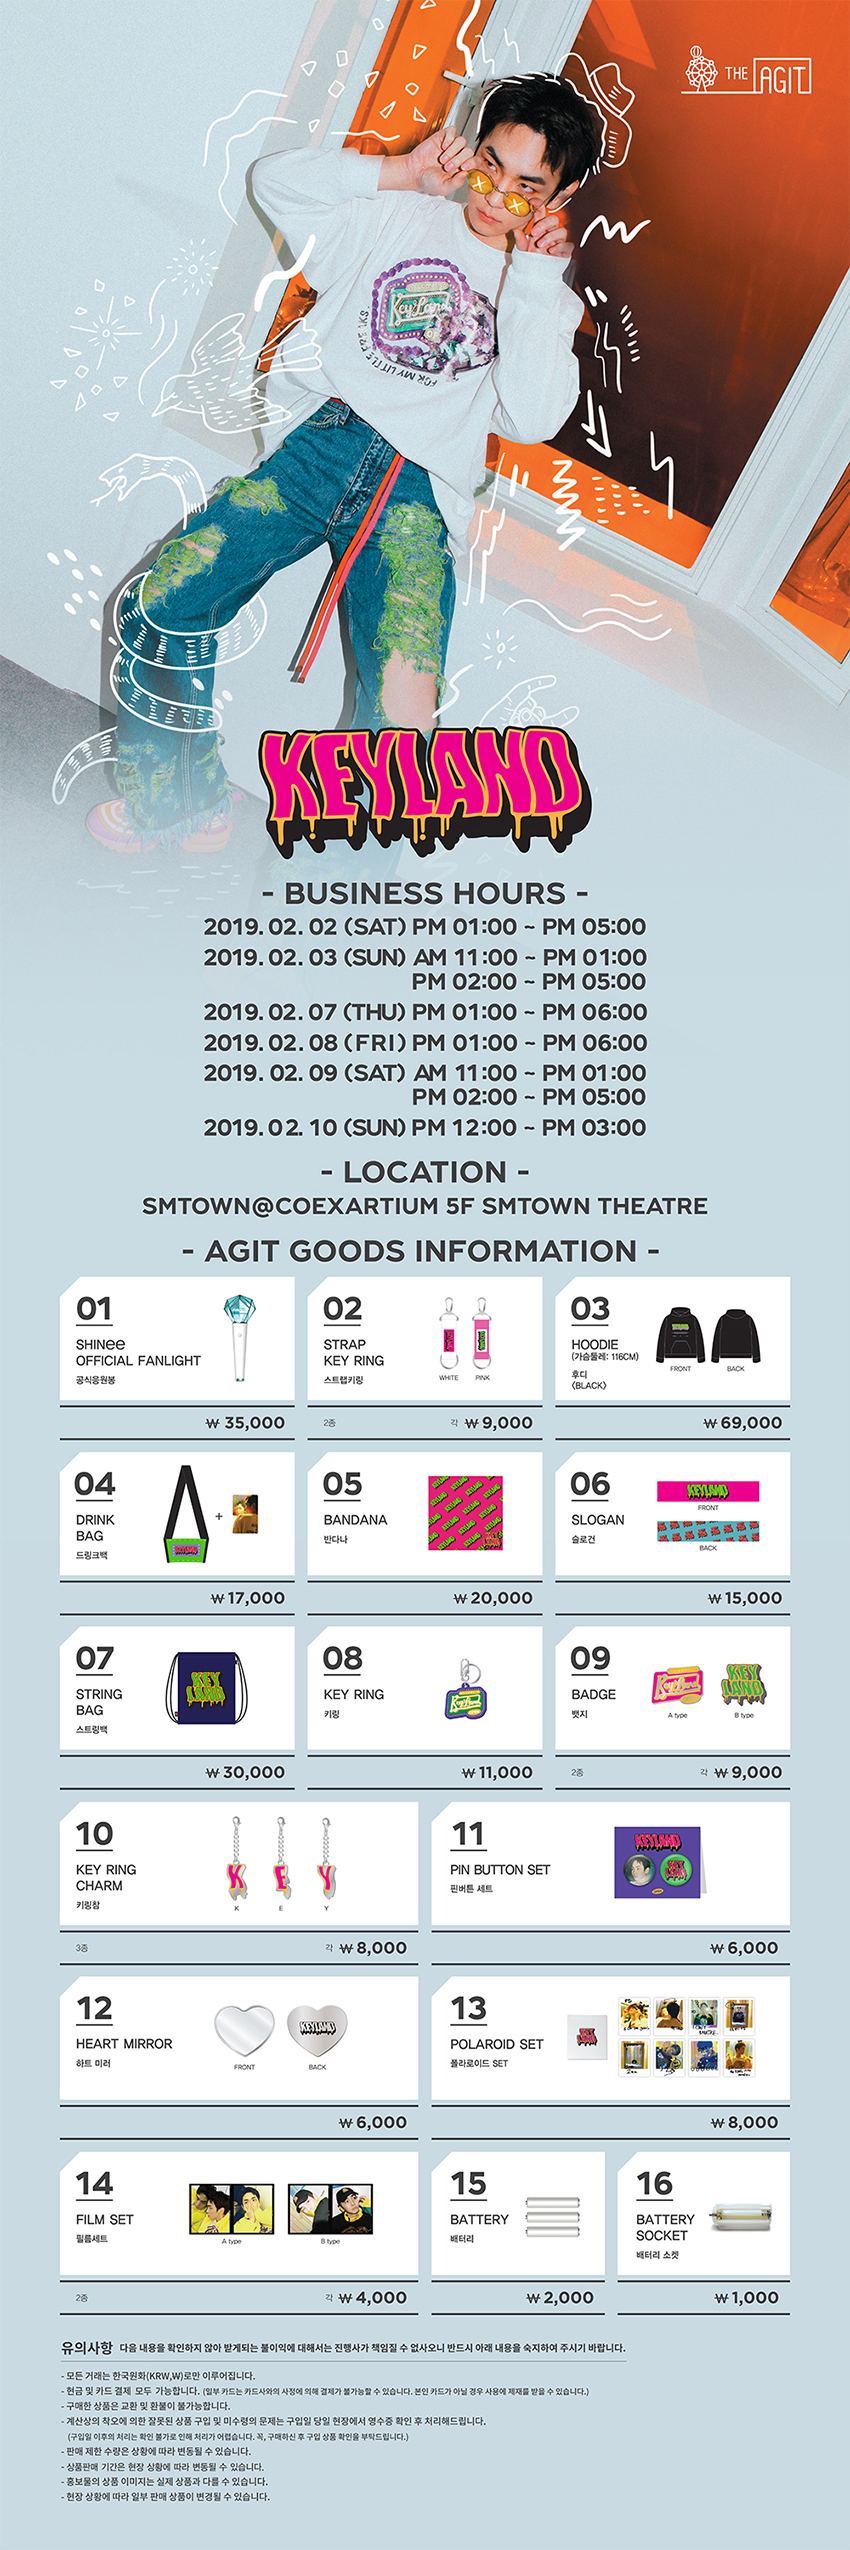 THE AGIT
KeyLand
FOR MY LITTLE FREAKS
KEYLAND
- BUSINESS HOURS -
2019. 02. 02 (SAT) PM 01:00 ~ PM 05:00
2019. 02. 03 (SUN) AM 11:00 ~ PM 01:00
PM 02:00 ~ PM 05:00
2019. 02. 07 (THU) PM 01:00 ~ PM 06:00
2019. 02. 08 (FRI) PM 01:00 ~ PM 06:00
2019. 02. 09 (SAT) AM 11:00 ~ PM 01:00
PM 02:00 ~ PM 05:00
2019. 02. 10 (SUN) PM 12:00 ~ PM 03:00
- LOCATION -
SMTOWN@COEXARTIUM 5F SMTOWN THEATRE
- AGIT GOODS INFORMATION -
01
SHINee
OFFICIAL FANLIGHT
공식응원봉
₩ 35,000
02
STRAP
KEY RING
스트랩키링
WHITE PINK
2종 각 ₩ 9,000
03
HOODIE
(가슴둘레: 116CM)
후디
<BLACK>
FRONT BACK
₩ 69,000
04
DRINK
BAG
드링크백
KEYLAND
+
₩ 17,000
05
BANDANA
반다나
KEYLAND
₩ 20,000
06
SLOGAN
슬로건
KEYLAND
FRONT
BACK
₩ 15,000
07
STRING
BAG
스트링백
KEY
LAND
₩ 30,000
08
KEY RING
키링
KeyLand
₩ 11,000
09
BADGE
뱃지
KeyLand
KEY
LAND
A type B type
2종 각 ₩ 9,000
10
KEY RING
CHARM
키링참
K E Y
K E Y
3종 각 ₩ 8,000
11
PIN BUTTON SET
핀버튼 세트
KEYLAND
KEY
LAND
₩ 6,000
12
HEART MIRROR
하트 미러
KEYLAND
FRONT BACK
₩ 6,000
13
POLAROID SET
폴라로이드 SET
KEY
LAND
₩ 8,000
14
FILM SET
필름세트
A type B type
2종 각 ₩ 4,000
15
BATTERY
배터리
₩ 2,000
16
BATTERY
SOCKET
배터리 소켓
₩ 1,000
유의사항 다음 내용을 확인하지 않아 받게되는 불이익에 대해서는 진행사가 책임질 수 없사오니 반드시 아래 내용을 숙지하여 주시기 바랍니다.
- 모든 거래는 한국원화(KRW,W)로만 이루어집니다.
- 현금 및 카드 결제 모두 가능합니다. (일부 카드는 카드사와의 사정에 의해 결제가 불가능할 수 있습니다. 본인 카드가 아닐 경우 사용에 제재를 받을 수 있습니다.)
- 구매한 상품은 교환 및 환불이 불가능합니다.
- 계산상의 착오에 의한 잘못된 상품 구입 및 미수령의 문제는 구입일 당일 현장에서 영수증 확인 후 처리해드립니다.
(구입일 이후의 처리는 확인 불가로 인해 처리가 어렵습니다. 꼭, 구매하신 후 구입 상품 확인을 부탁드립니다.)
- 판매 제한 수량은 상황에 따라 변동될 수 있습니다.
- 상품판매 기간은 현장 상황에 따라 변동될 수 있습니다.
- 홍보물의 상품 이미지는 실제 상품과 다를 수 있습니다.
- 현장 상황에 따라 일부 판매 상품이 변경될 수 있습니다.